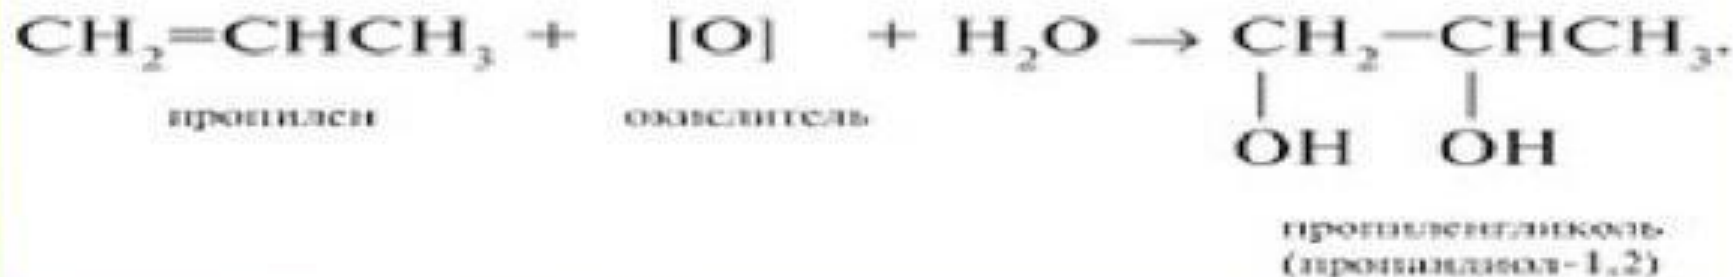 CH₂=CHCH₃ + [O] + H₂O → CH₂–CHCH₃,
пропилен окислитель
OH OH
пропиленгликоль
(пропандиол-1,2)